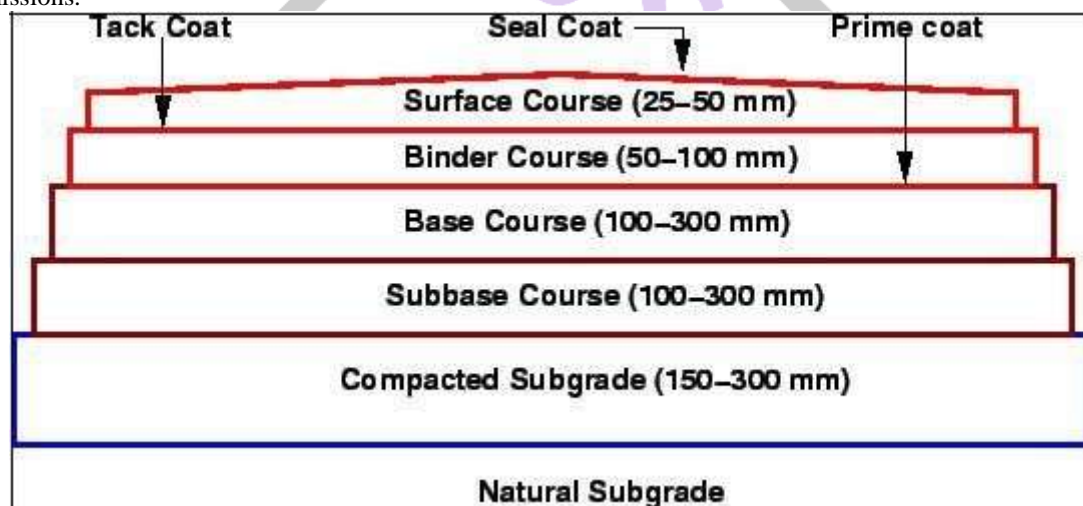 Tack Coat Seal Coat Prime coat
Surface Course (25–50 mm)
Binder Course (50–100 mm)
Base Course (100–300 mm)
Subbase Course (100–300 mm)
Compacted Subgrade (150–300 mm)
Natural Subgrade